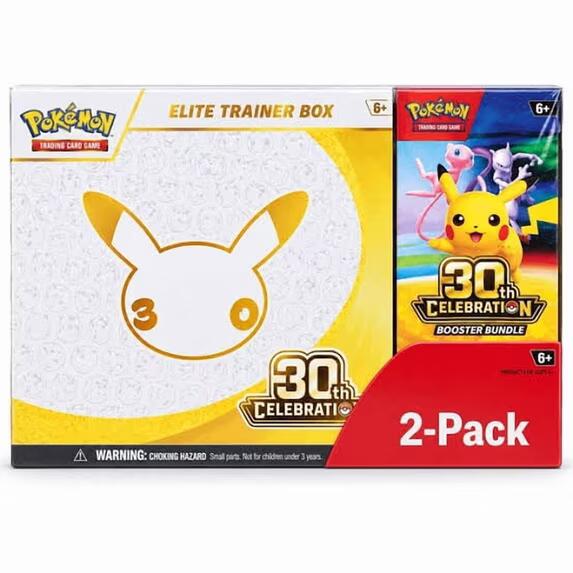 Pokémon
TRADING CARD GAME
ELITE TRAINER BOX
6+
3 0
30th
CELEBRATION
WARNING: CHOKING HAZARD Small parts. Not for children under 3 years.
Pokémon
TRADING CARD GAME
6+
30th
CELEBRATION
BOOSTER BUNDLE
6+
2-Pack